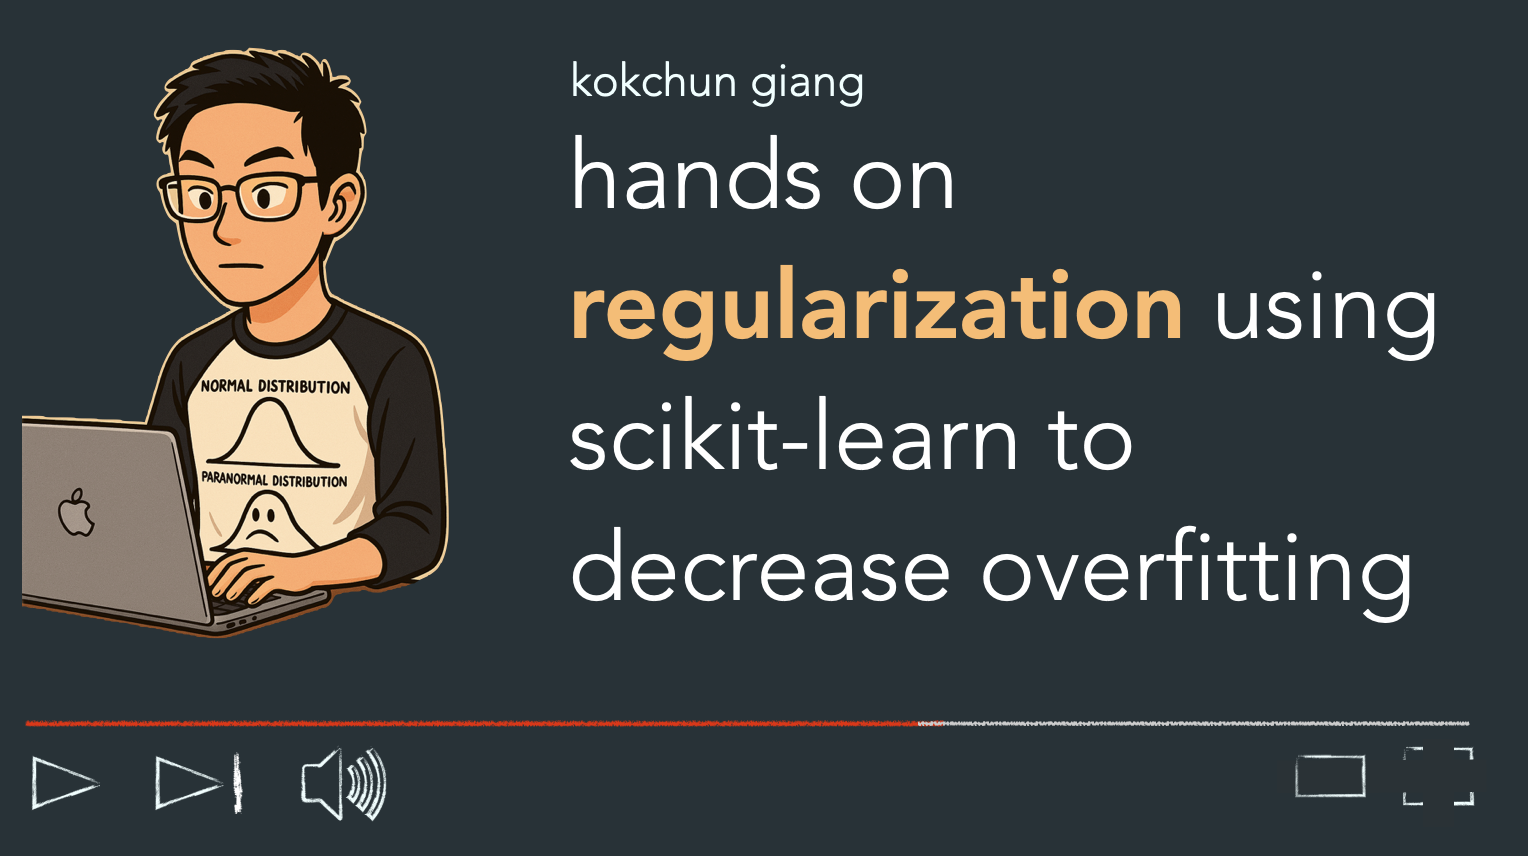 kokchun giang
hands on
regularization using
scikit-learn to
decrease overfitting
NORMAL DISTRIBUTION
PARANORMAL DISTRIBUTION